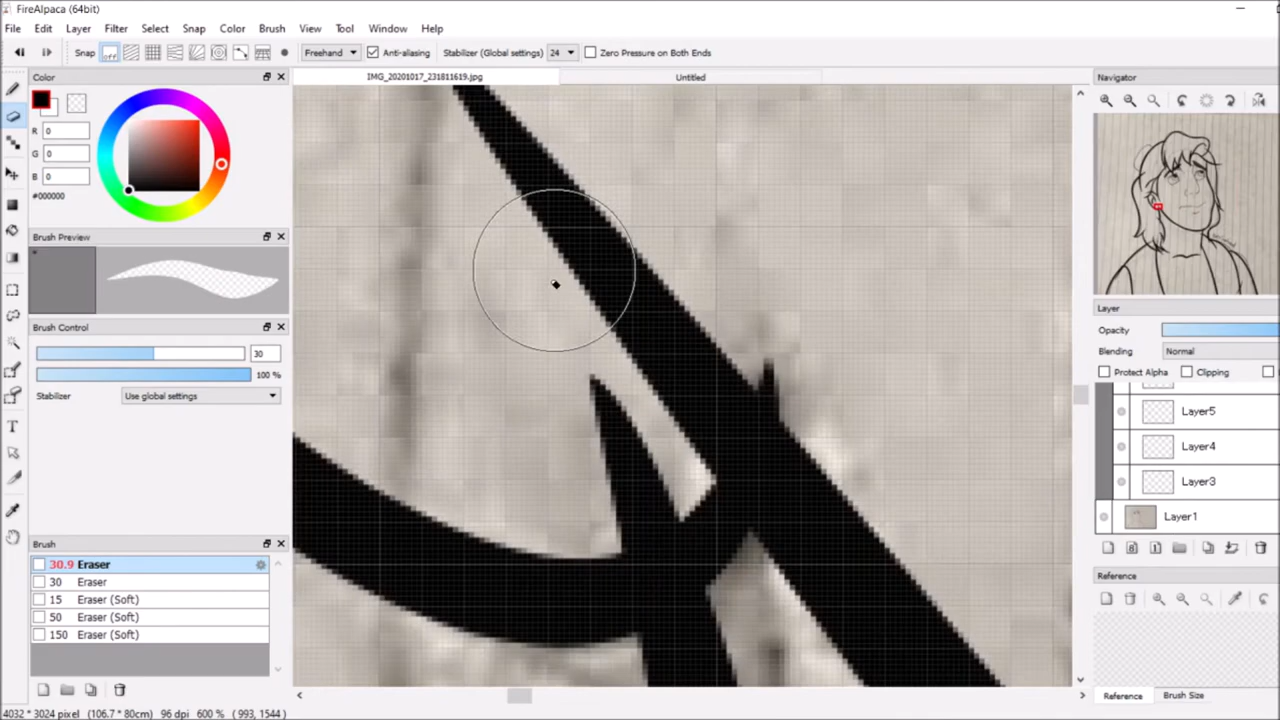 FireAlpaca (64bit)
File Edit Layer Filter Select Snap Color Brush View Tool Window Help
Snap off Freehand Anti-aliasing Stabilizer (Global settings) 24 Zero Pressure on Both Ends
Color
IMG_20201017_231811619.jpg
Untitled
Navigator
R 0
G 0
B 0
#000000
Brush Preview
Brush Control
30
100 %
Stabilizer Use global settings
Layer
Opacity
Blending Normal
Protect Alpha Clipping
Layer5
Layer4
Layer3
Layer1
Brush
30.9 Eraser
30 Eraser
15 Eraser (Soft)
50 Eraser (Soft)
150 Eraser (Soft)
Reference
Reference Brush Size
4032 * 3024 pixel (106.7 * 80cm) 96 dpi 600 % (993, 1544)